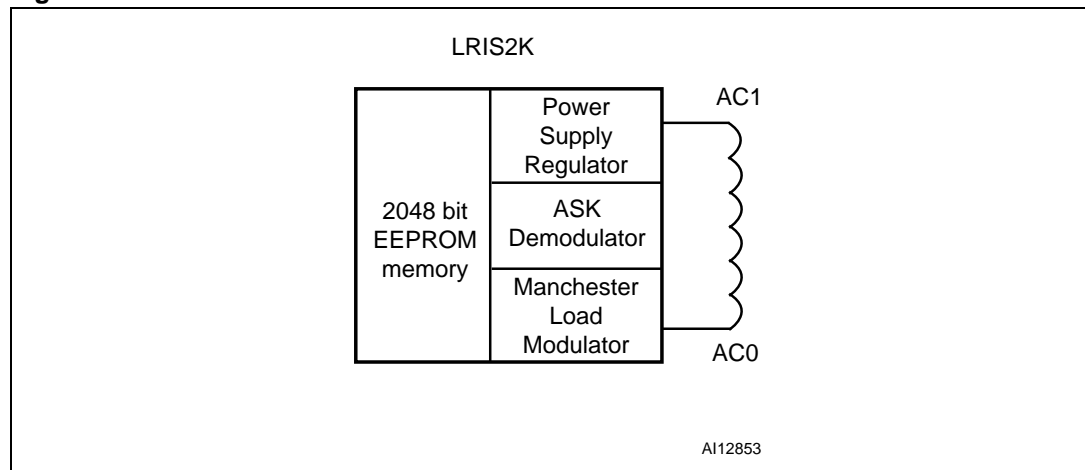 LRIS2K
AC1
Power
Supply
Regulator
2048 bit
EEPROM
memory
ASK
Demodulator
Manchester
Load
Modulator
AC0
AI12853